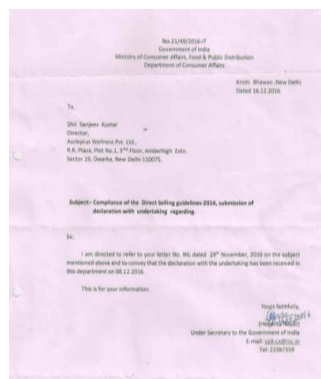 No.21/48/2016-IT
Government of India
Ministry of Consumer Affairs, Food & Public Distribution
Department of Consumer Affairs
Krishi Bhawan, New Delhi
Dated 16.12.2016
To,
Shri Sanjeev Kumar
Director,
Asclepius Wellness Pvt. Ltd.,
R.R. Plaza, Plot No.1, 3rd Floor, Amberhigh Extn.
Sector 19, Dwarka, New Delhi-110075.
Subject:- Compliance of the Direct Selling guidelines-2016, submission of
declaration with undertaking regarding.
Sir,
I am directed to refer to your letter No. Nil, dated 29th November, 2016 on the subject
mentioned above and to convey that the declaration with the undertaking has been received in
this department on 08.12.2016.
This is for your information.
Yours faithfully,
Under Secretary to the Government of India
E-mail:
Tel: 23387319